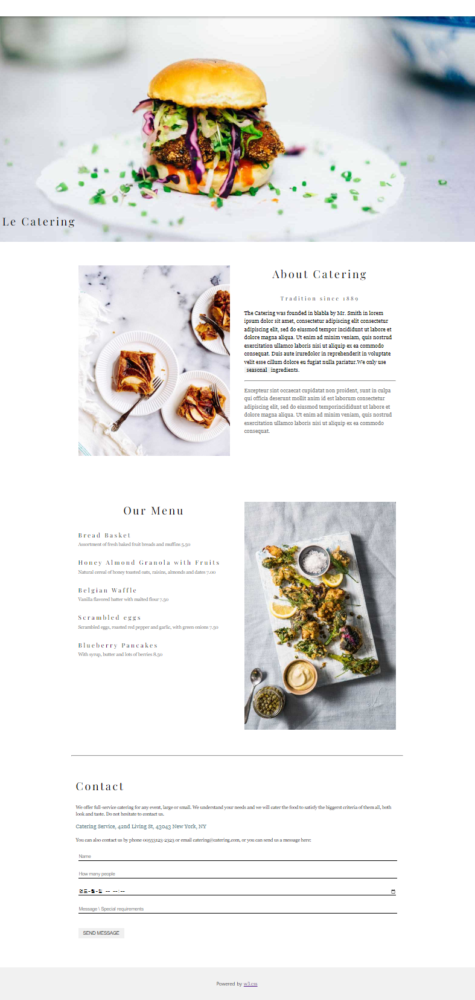 Le Catering
About Catering
Tradition since 1889
The Catering was founded in blabla by Mr. Smith in lorem
ipsum dolor sit amet, consectetur adipiscing elit consectetur
adipiscing elit, sed do eiusmod tempor incididunt ut labore et
dolore magna aliqua. Ut enim ad minim veniam, quis nostrud
exercitation ullamco laboris nisi ut aliquip ex ea commodo
consequat. Duis aute iruredolor in reprehenderit in voluptate
velit esse cillum dolore eu fugiat nulla pariatur.We only use
seasonal ingredients.
Excepteur sint occaecat cupidatat non proident, sunt in culpa
qui officia deserunt mollit anim id est laborum consectetur
adipiscing elit, sed do eiusmod temporincididunt ut labore et
dolore magna aliqua. Ut enim ad minim veniam, quis nostrud
exercitation ullamco laboris nisi ut aliquip ex ea commodo
consequat.
Our Menu
Bread Basket
Assortment of fresh baked fruit breads and muffins 5.50
Honey Almond Granola with Fruits
Natural cereal of honey toasted oats, raisins, almonds and dates 7.00
Belgian Waffle
Vanilla flavored batter with malted flour 7.50
Scrambled eggs
Scrambled eggs, roasted red pepper and garlic, with green onions 7.50
Blueberry Pancakes
With syrup, butter and lots of berries 8.50
Contact
We offer full-service catering for any event, large or small. We understand your needs and we will cater the food to satisfy the biggerst criteria of them all, both
look and taste. Do not hesitate to contact us.
Catering Service, 42nd Living St, 43043 New York, NY
You can also contact us by phone 00553123-2323 or email catering@catering.com, or you can send us a message here:
Name
How many people
연도-월-일 -- --:--
Message \ Special requirements
SEND MESSAGE
Powered by w3.css